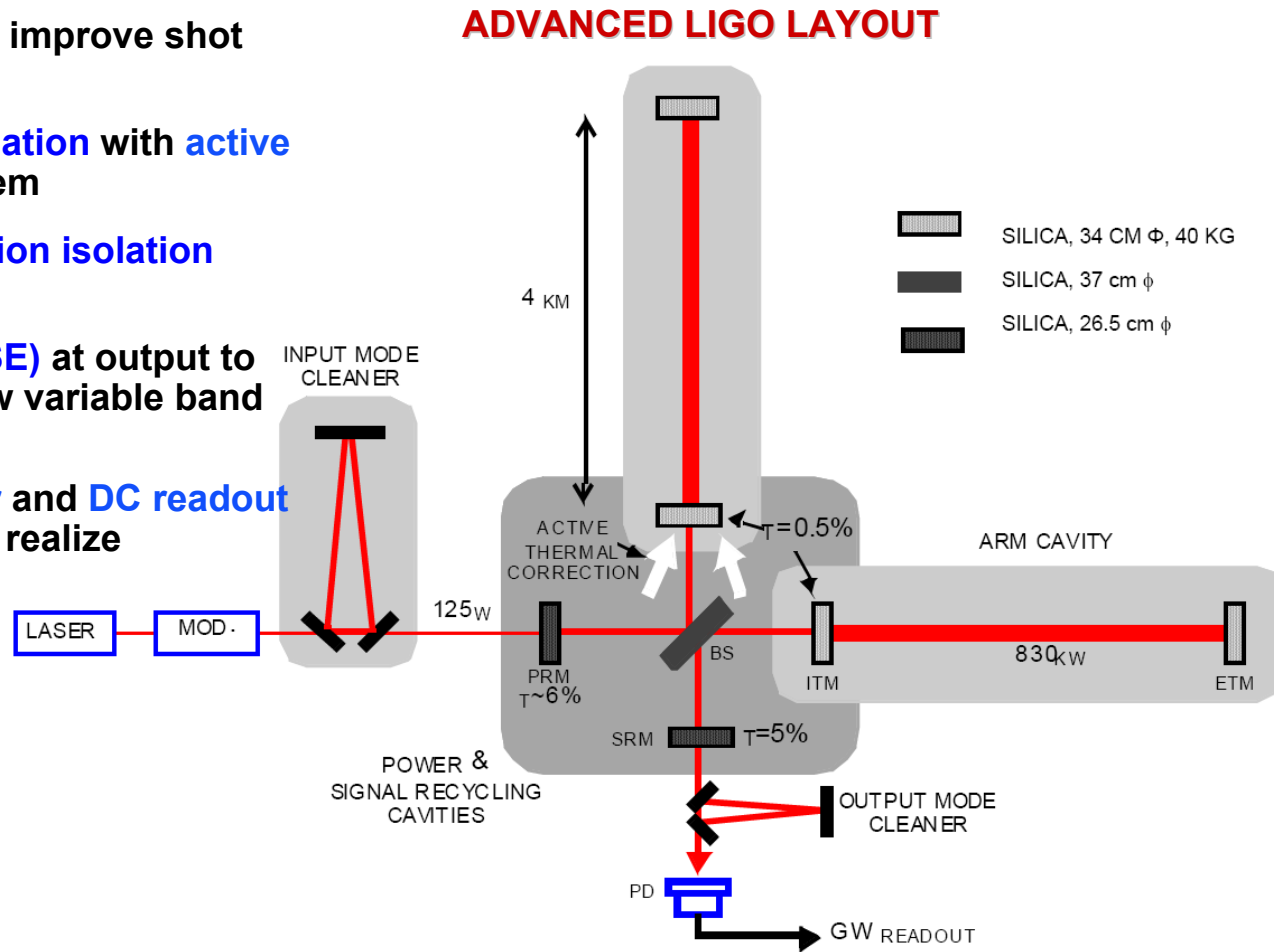 improve shot
ADVANCED LIGO LAYOUT
ation with active
em
ion isolation
SE) at output to
w variable band
and DC readout
realize
SILICA, 34 CM Φ, 40 KG
SILICA, 37 cm ϕ
SILICA, 26.5 cm ϕ
4 KM
INPUT MODE
CLEANER
ACTIVE
THERMAL
CORRECTION
T=0.5%
ARM CAVITY
LASER
MOD.
125W
PRM
T~6%
BS
ITM
830KW
ETM
SRM
T=5%
POWER &
SIGNAL RECYCLING
CAVITIES
OUTPUT MODE
CLEANER
PD
GW READOUT